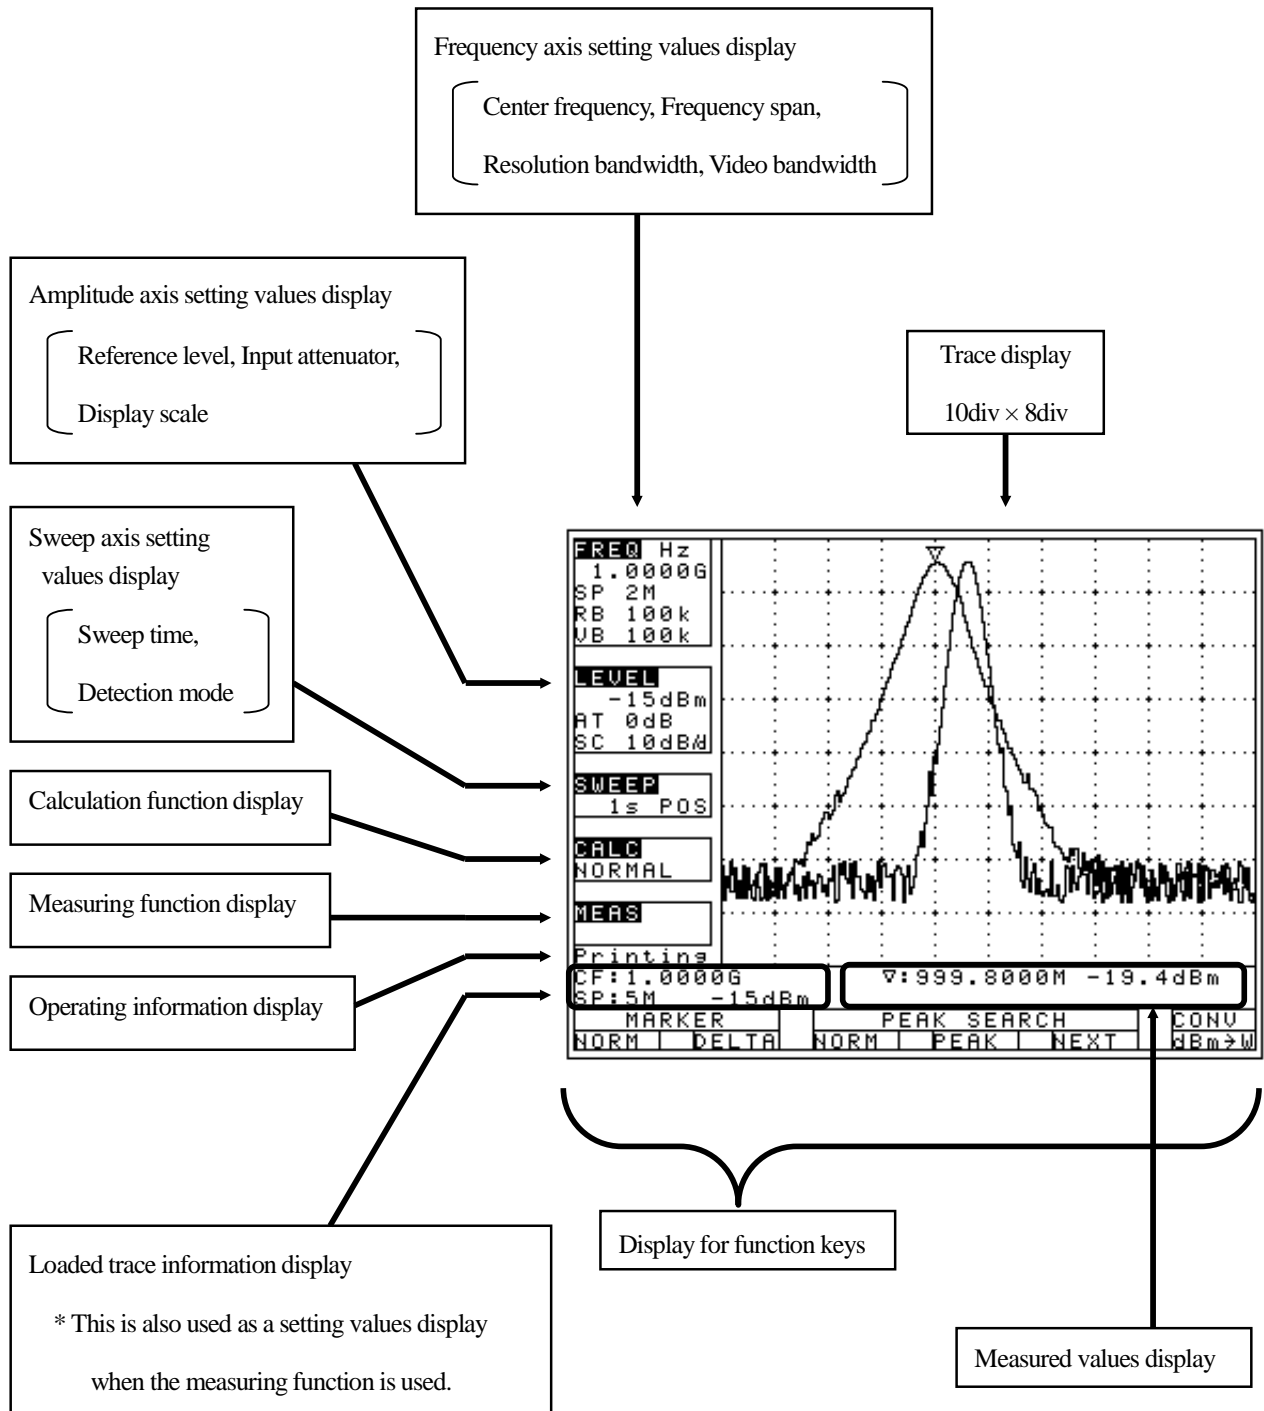 Frequency axis setting values display
Center frequency, Frequency span,
Resolution bandwidth, Video bandwidth
Amplitude axis setting values display
Reference level, Input attenuator,
Display scale
Trace display
10div × 8div
Sweep axis setting
values display
Sweep time,
Detection mode
Calculation function display
Measuring function display
Operating information display
FREQ Hz
1.0000G
SP 2M
RB 100k
VB 100k
LEVEL
-15dBm
AT 0dB
SC 10dB/d
SWEEP
1s POS
CALC
NORMAL
MEAS
Printing
CF:1.0000G
SP:5M -15dBm
▽:999.8000M -19.4dBm
MARKER PEAK SEARCH CONV
NORM DELTA NORM PEAK NEXT dBm→W
Loaded trace information display
* This is also used as a setting values display
when the measuring function is used.
Display for function keys
Measured values display